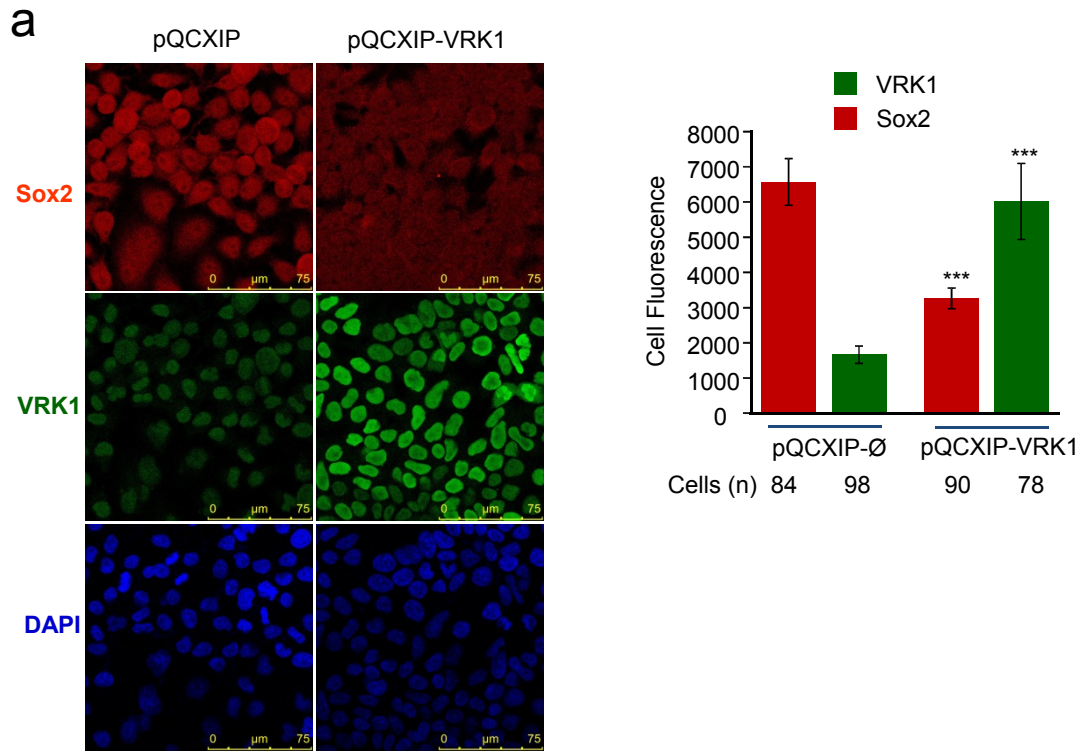 a
pQCXIP pQCXIP-VRK1
Sox2
0 µm 75 0 µm 75
VRK1
0 µm 75 0 µm 75
DAPI
0 µm 75 0 µm 75
VRK1
Sox2
Cell Fluorescence
8000
7000
6000
5000
4000
3000
2000
1000
0
***
***
pQCXIP-Ø pQCXIP-VRK1
Cells (n) 84 98 90 78